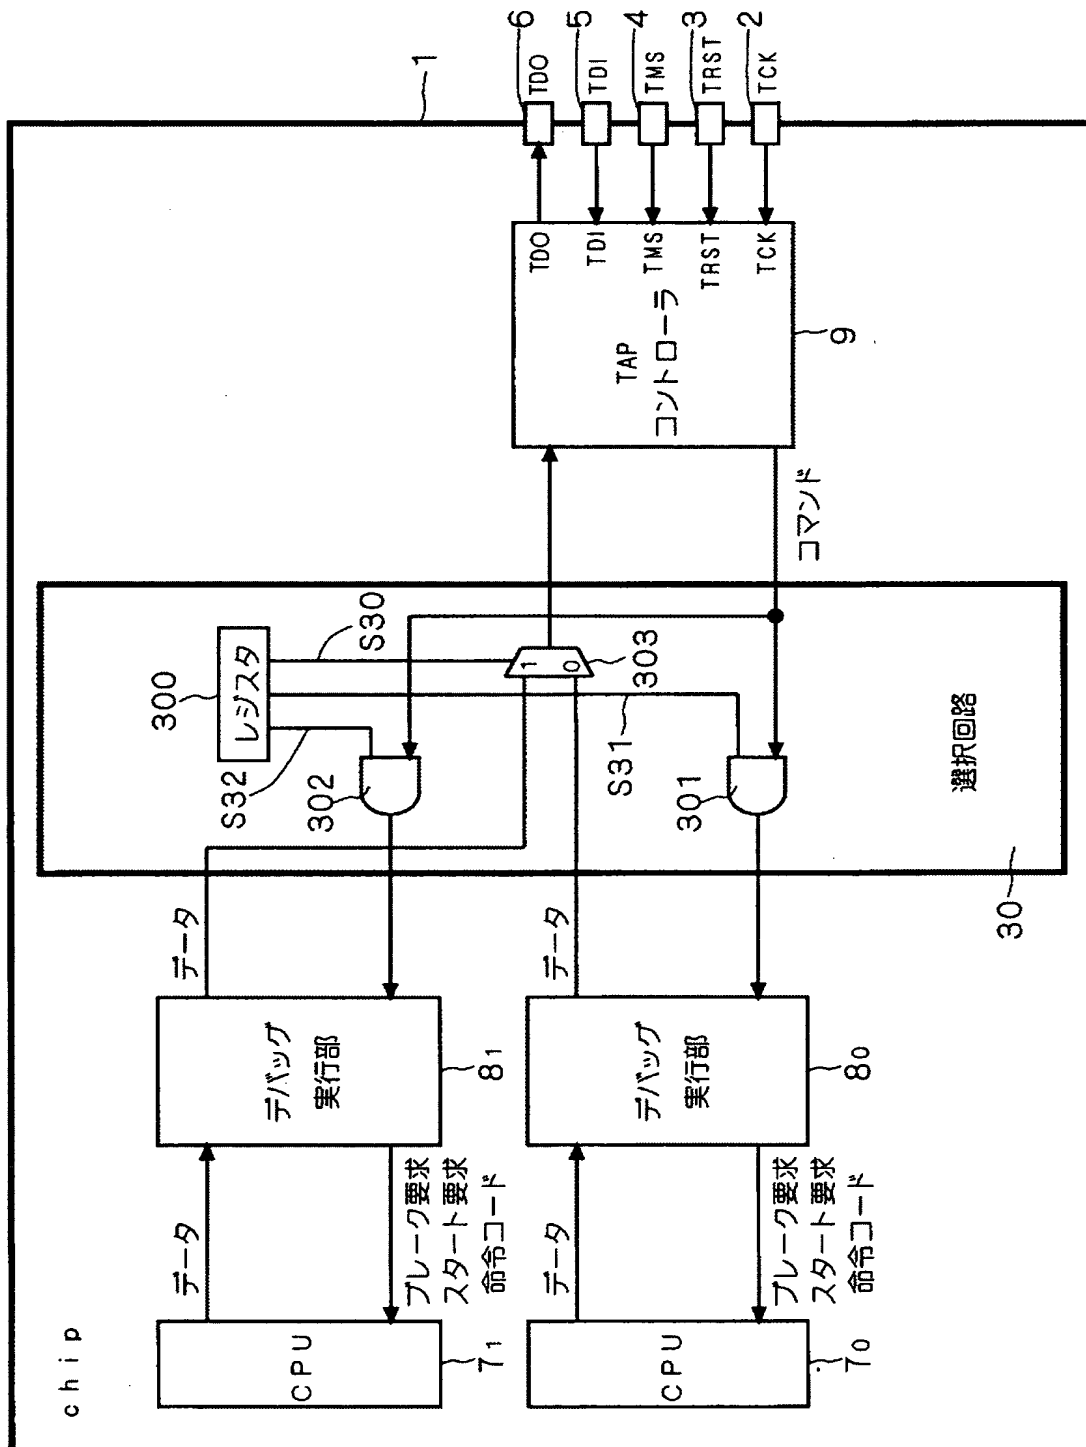 chip
1
CPU
7₁
データ
ブレーク要求
スタート要求
命令コード
デバッグ
実行部
8₁
データ
CPU
7₀
データ
ブレーク要求
スタート要求
命令コード
デバッグ
実行部
8₀
データ
30
選択回路
300
レジスタ
S32
S30
302
1
0
303
S31
301
コマンド
TAP
コントローラ
9
TDO
TDI
TMS
TRST
TCK
6
TDO
5
TDI
4
TMS
3
TRST
2
TCK